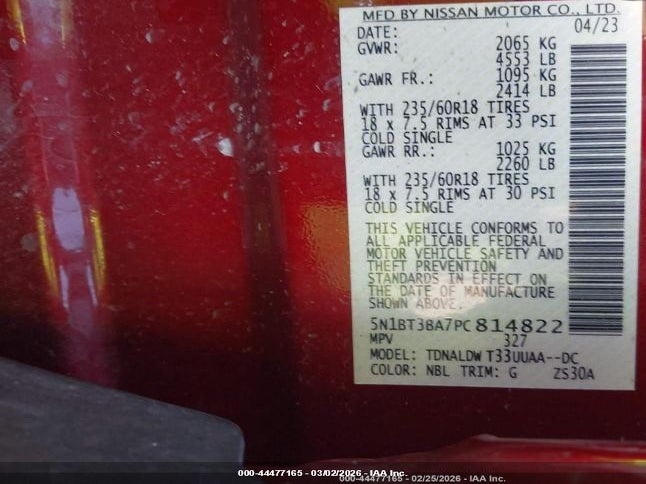 MFD BY NISSAN MOTOR CO., LTD.
DATE: 04/23
GVWR: 2065 KG
4553 LB
GAWR FR.: 1095 KG
2414 LB
WITH 235/60R18 TIRES
18 x 7.5 RIMS AT 33 PSI
COLD SINGLE
GAWR RR.: 1025 KG
2260 LB
WITH 235/60R18 TIRES
18 x 7.5 RIMS AT 30 PSI
COLD SINGLE
THIS VEHICLE CONFORMS TO
ALL APPLICABLE FEDERAL
MOTOR VEHICLE SAFETY AND
THEFT PREVENTION
STANDARDS IN EFFECT ON
THE DATE OF MANUFACTURE
SHOWN ABOVE.
5N1BT3BA7PC814822
MPV 327
MODEL: TDNALDW T33UUAA--DC
COLOR: NBL TRIM: G ZS30A
000-44477165 - 03/02/2026 - IAA Inc.
000-44477165 - 02/25/2026 - IAA Inc.